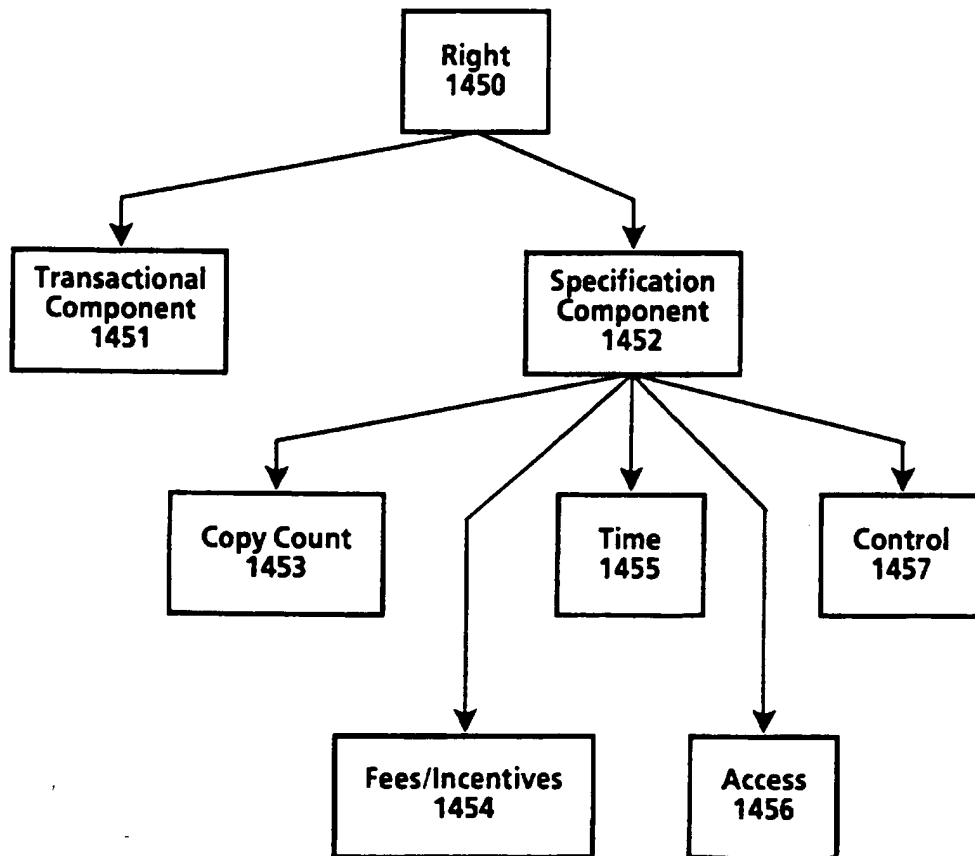 Right
1450
Transactional
Component
1451
Specification
Component
1452
Copy Count
1453
Time
1455
Control
1457
Fees/Incentives
1454
Access
1456